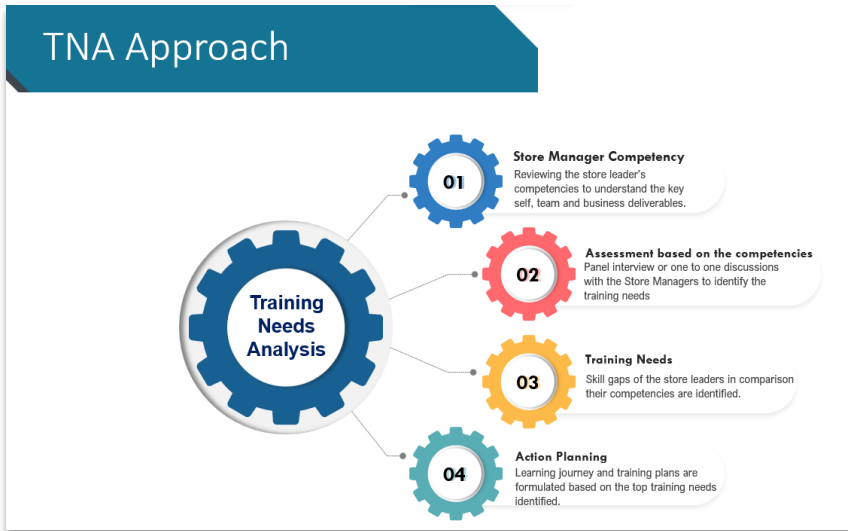 TNA Approach
Training
Needs
Analysis
01
Store Manager Competency
Reviewing the store leader's
competencies to understand the key
self, team and business deliverables.
02
Assessment based on the competencies
Panel interview or one to one discussions
with the Store Managers to identify the
training needs
03
Training Needs
Skill gaps of the store leaders in comparison
their competencies are identified.
04
Action Planning
Learning journey and training plans are
formulated based on the top training needs
identified.